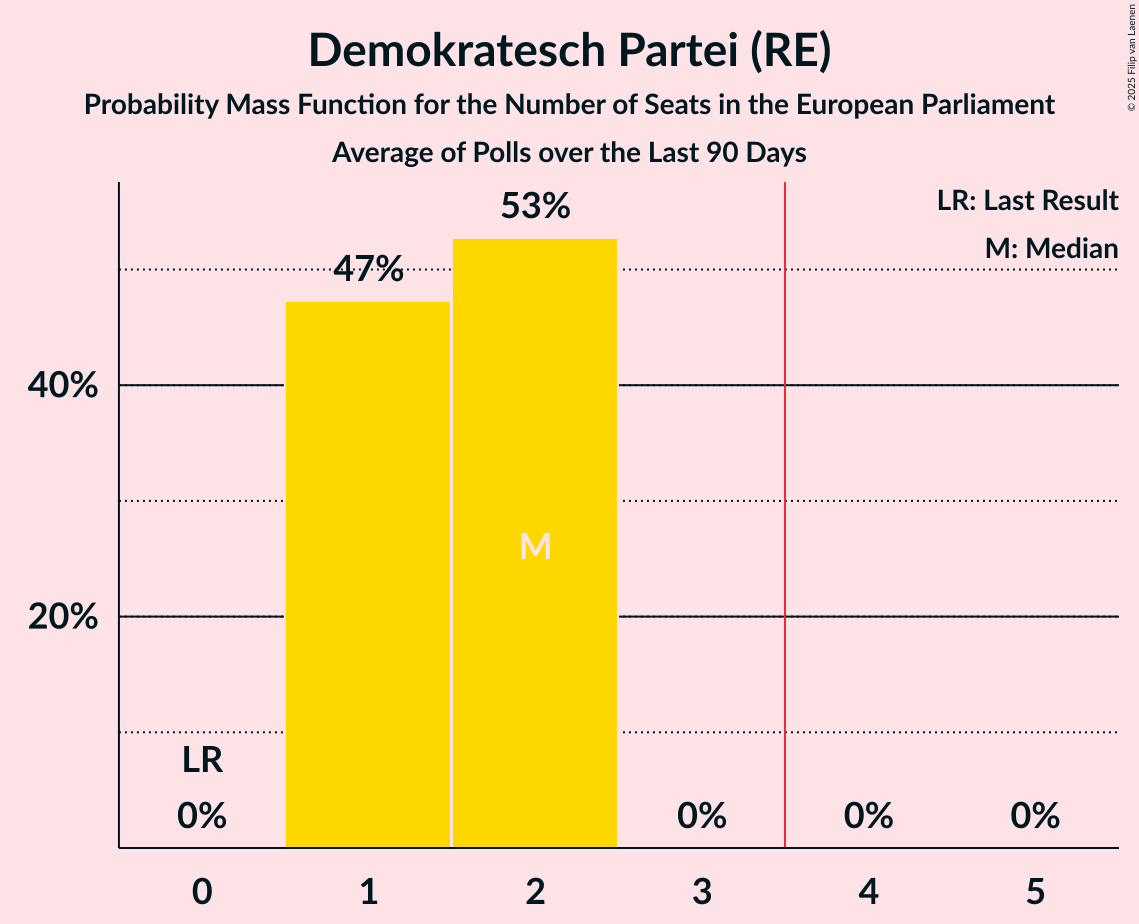 Demokratesch Partei (RE)
Probability Mass Function for the Number of Seats in the European Parliament
Average of Polls over the Last 90 Days
© 2025 Filip van Laenen
LR: Last Result
M: Median
53%
47%
40%
M
20%
LR
0%
0%
0%
0%
0
1
2
3
4
5